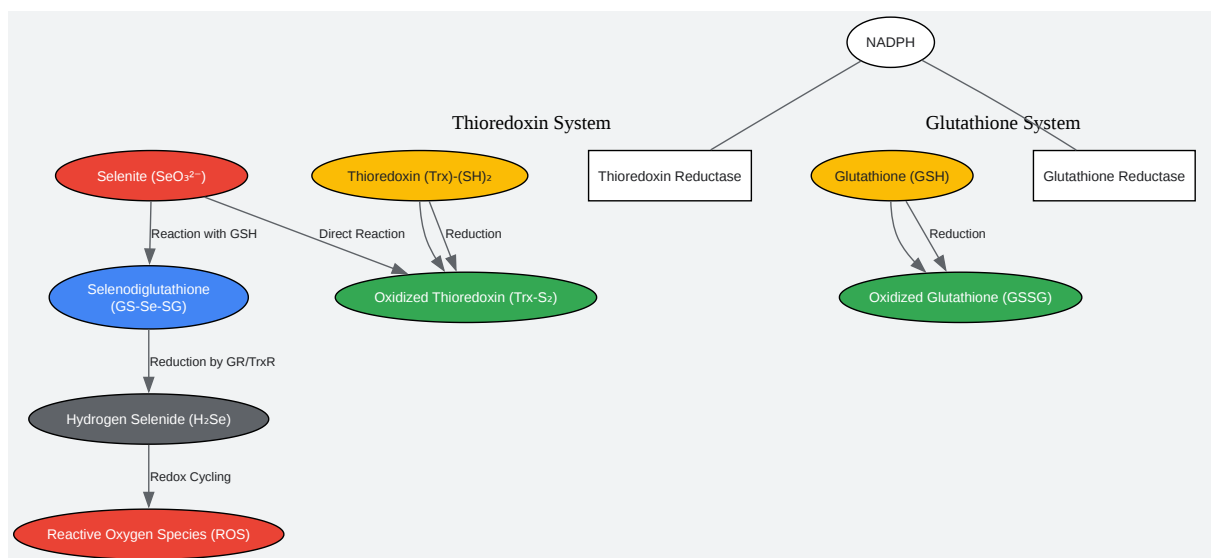 NADPH
Thioredoxin System
Glutathione System
Selenite (SeO₃²⁻)
Thioredoxin (Trx)-(SH)₂
Thioredoxin Reductase
Glutathione (GSH)
Glutathione Reductase
Reaction with GSH
Direct Reaction
Reduction
Reduction
Selenodiglutathione
(GS-Se-SG)
Oxidized Thioredoxin (Trx-S₂)
Oxidized Glutathione (GSSG)
Reduction by GR/TrxR
Hydrogen Selenide (H₂Se)
Redox Cycling
Reactive Oxygen Species (ROS)